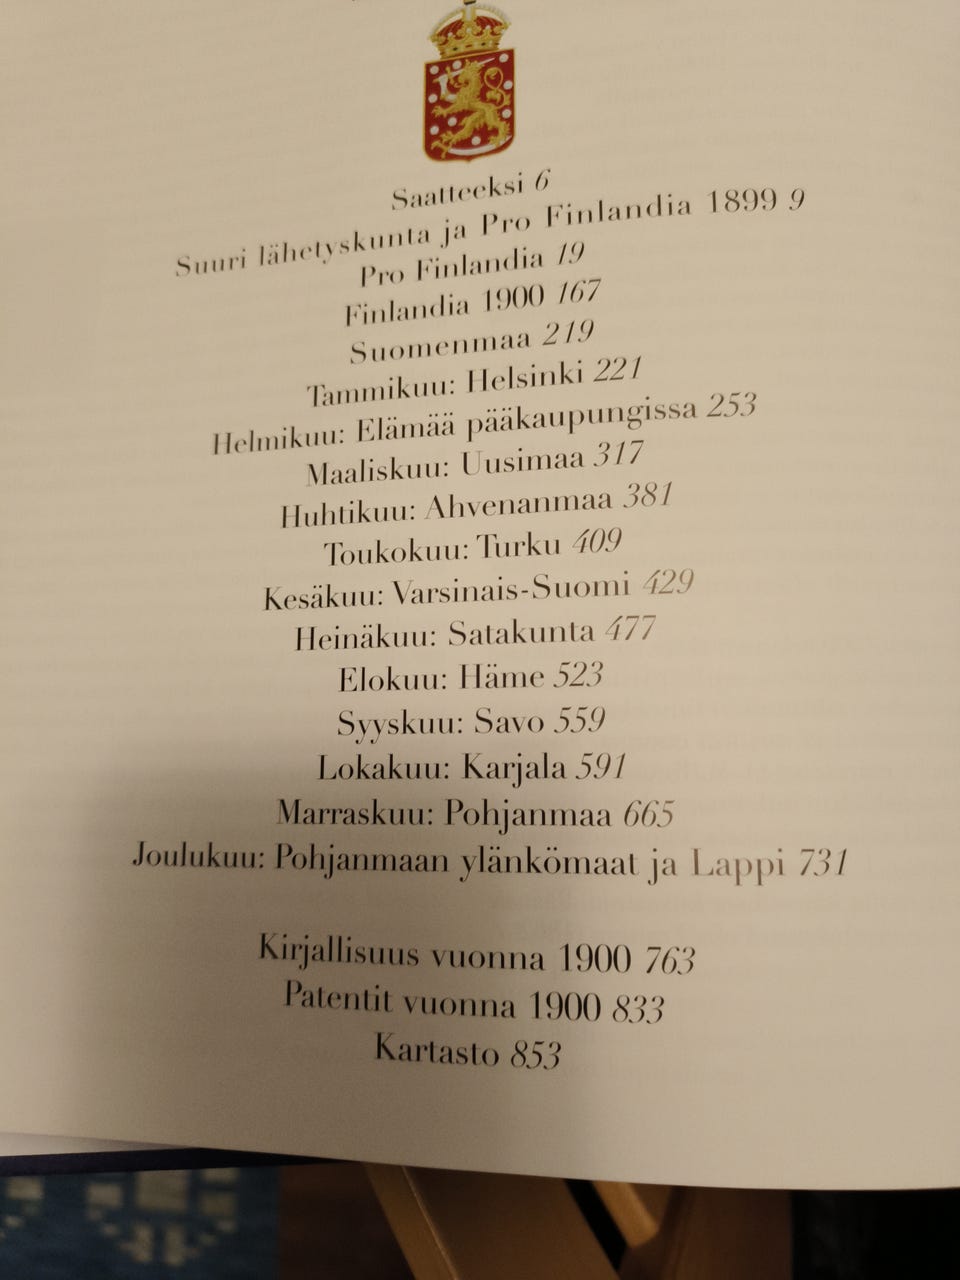 Saatteeksi 6
Suuri lähetyskunta ja Pro Finlandia 1899 9
Pro Finlandia 19
Finlandia 1900 167
Suomenmaa 219
Tammikuu: Helsinki 221
Helmikuu: Elämää pääkaupungissa 253
Maaliskuu: Uusimaa 317
Huhtikuu: Ahvenanmaa 381
Toukokuu: Turku 409
Kesäkuu: Varsinais-Suomi 429
Heinäkuu: Satakunta 477
Elokuu: Häme 523
Syyskuu: Savo 559
Lokakuu: Karjala 591
Marraskuu: Pohjanmaa 665
Joulukuu: Pohjanmaan ylänkömaat ja Lappi 731
Kirjallisuus vuonna 1900 763
Patentit vuonna 1900 833
Kartasto 853